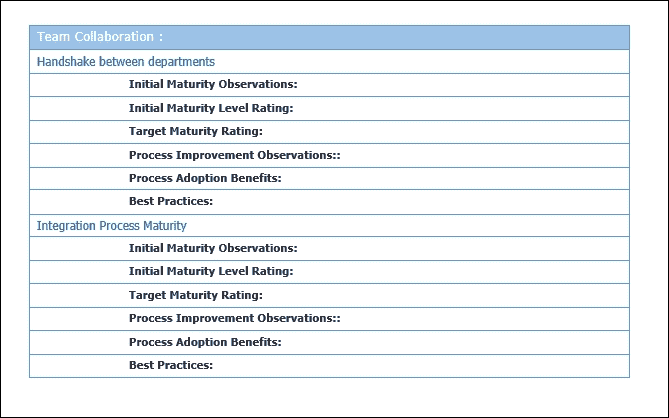 Team Collaboration :
Handshake between departments
Initial Maturity Observations:
Initial Maturity Level Rating:
Target Maturity Rating:
Process Improvement Observations::
Process Adoption Benefits:
Best Practices:
Integration Process Maturity
Initial Maturity Observations:
Initial Maturity Level Rating:
Target Maturity Rating:
Process Improvement Observations::
Process Adoption Benefits:
Best Practices: